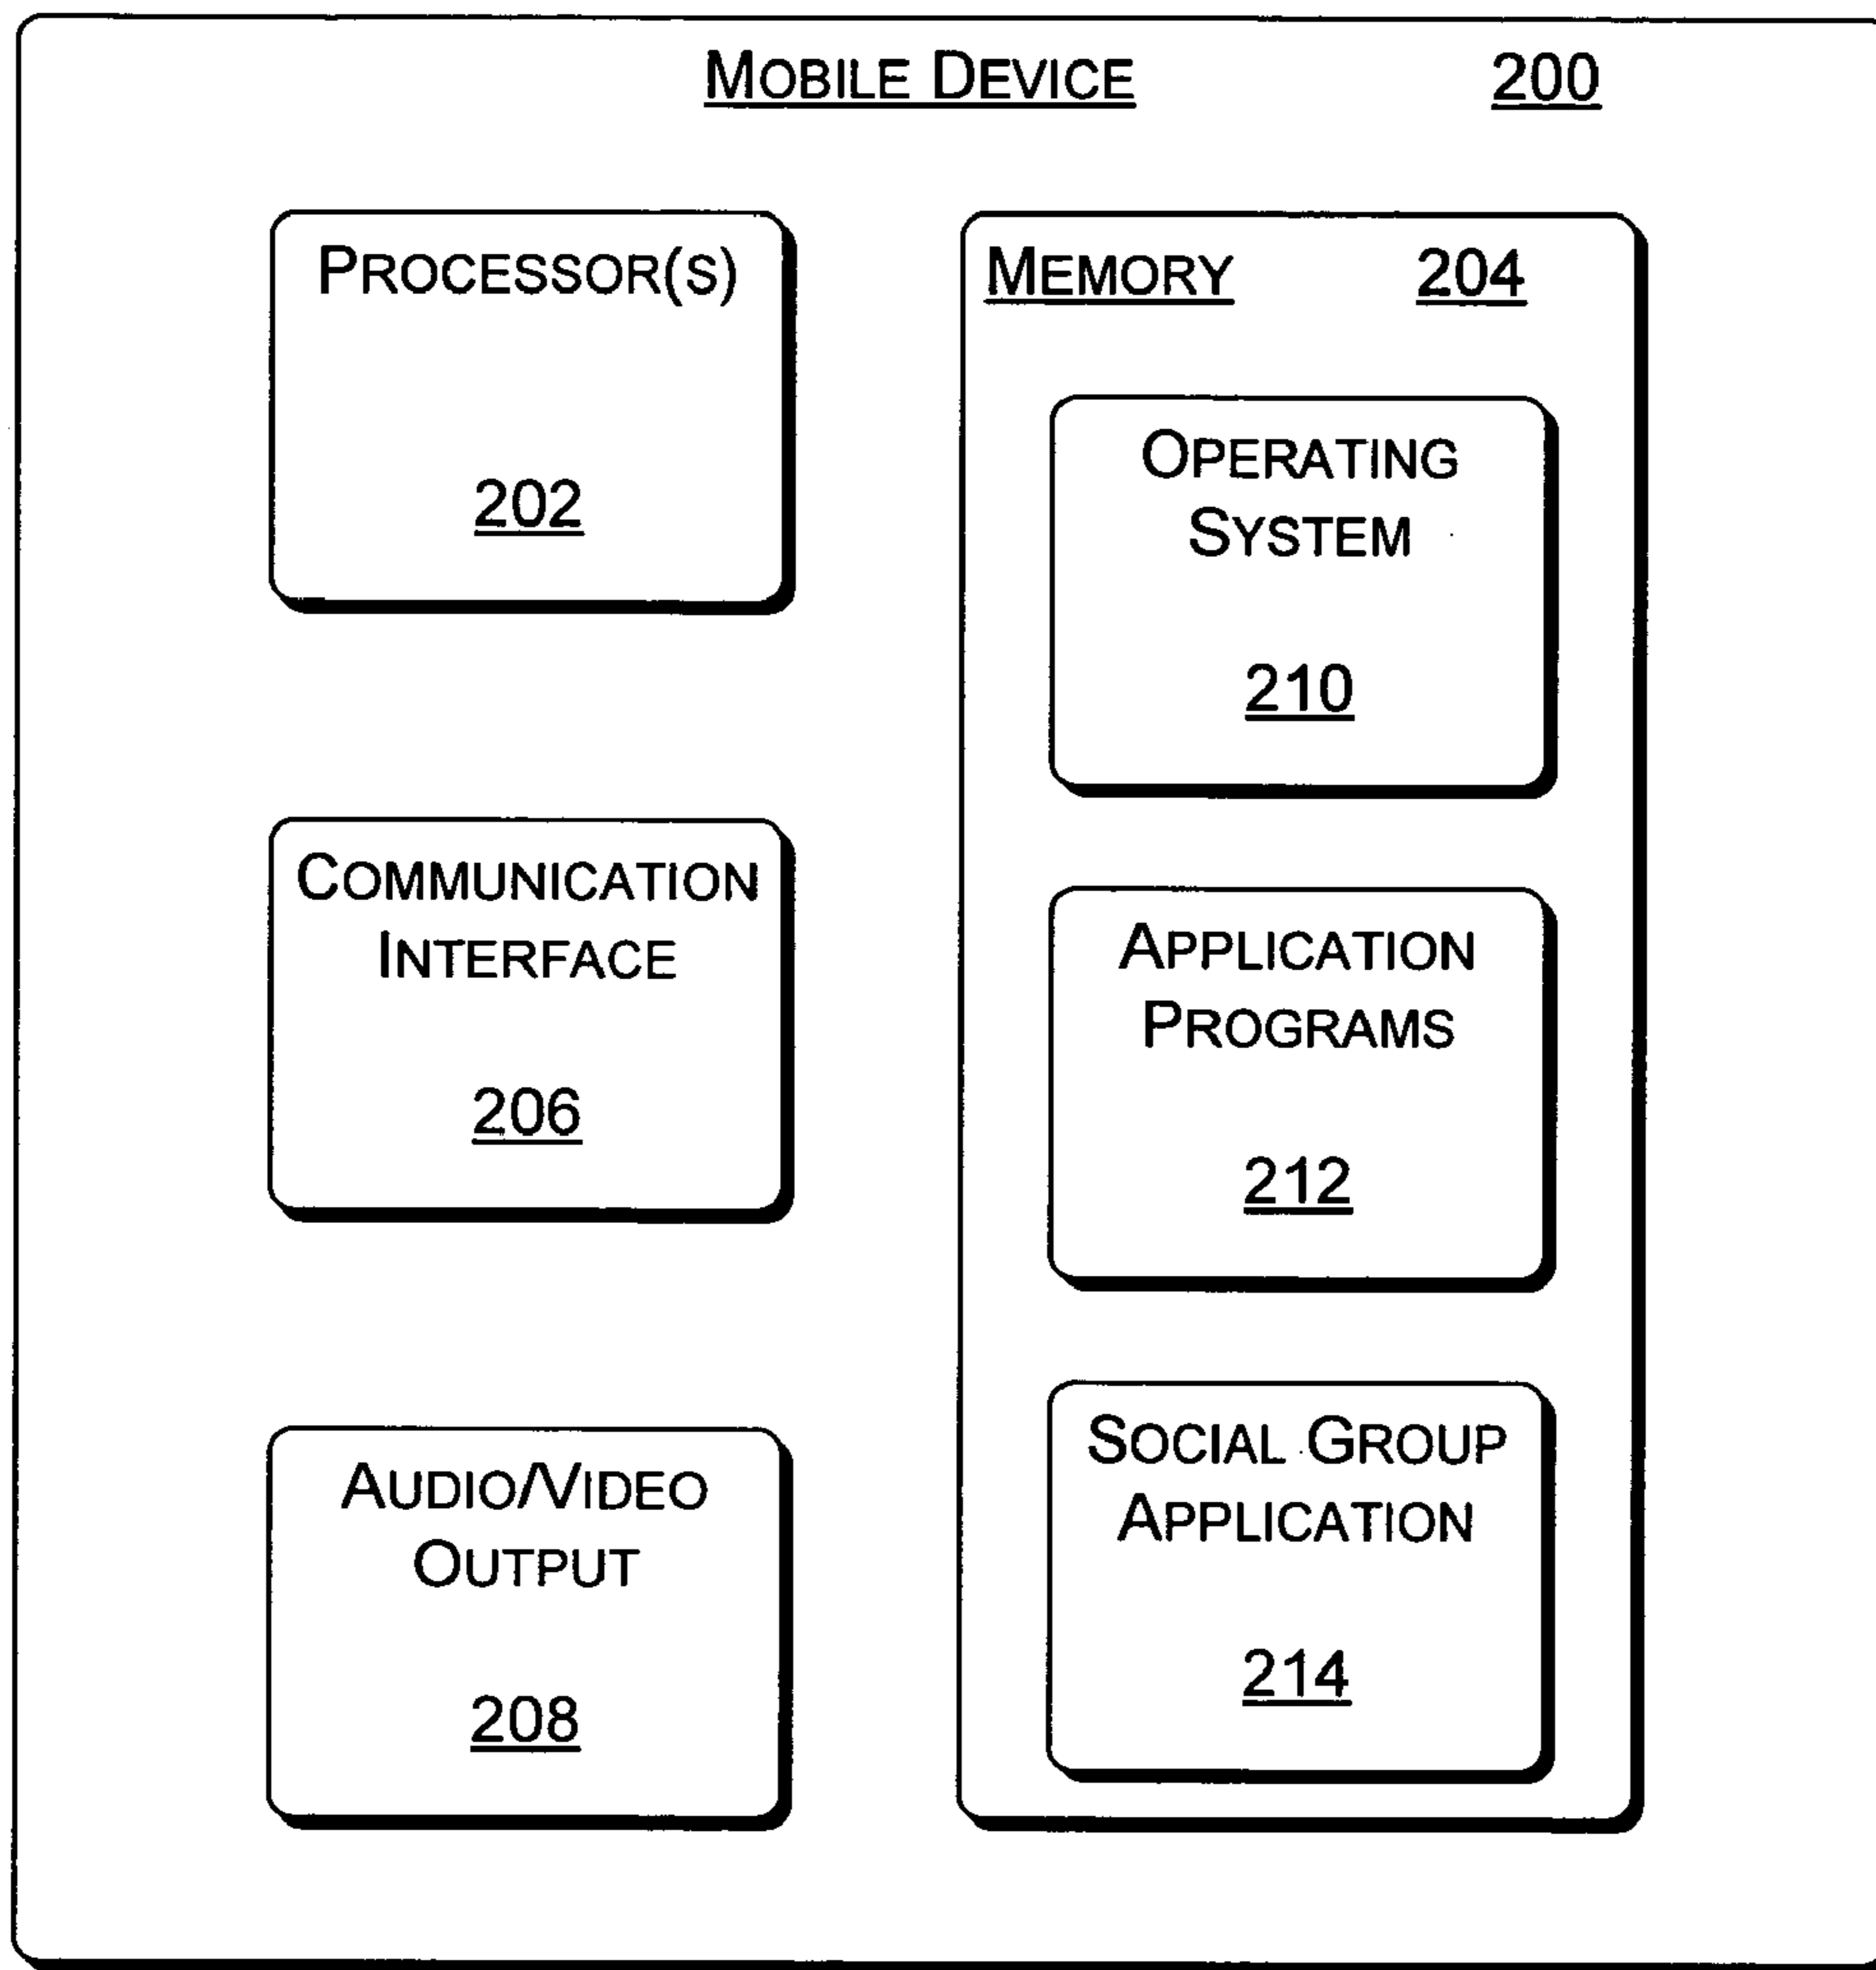 MOBILE DEVICE 200
PROCESSOR(S)
202
COMMUNICATION
INTERFACE
206
AUDIO/VIDEO
OUTPUT
208
MEMORY 204
OPERATING
SYSTEM
210
APPLICATION
PROGRAMS
212
SOCIAL GROUP
APPLICATION
214